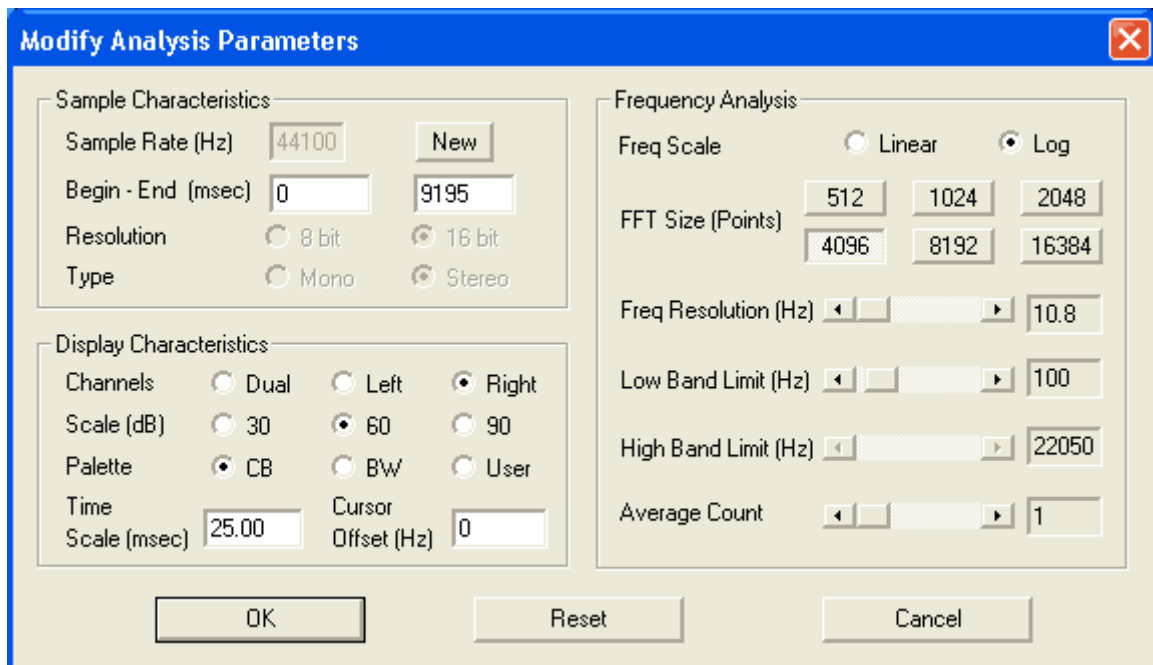 Modify Analysis Parameters
Sample Characteristics
Sample Rate (Hz) 44100 New
Begin - End (msec) 0 9195
Resolution 8 bit 16 bit
Type Mono Stereo
Display Characteristics
Channels Dual Left Right
Scale (dB) 30 60 90
Palette CB BW User
Time Scale (msec) 25.00 Cursor Offset (Hz) 0
Frequency Analysis
Freq Scale Linear Log
FFT Size (Points) 512 1024 2048
4096 8192 16384
Freq Resolution (Hz) 10.8
Low Band Limit (Hz) 100
High Band Limit (Hz) 22050
Average Count 1
OK Reset Cancel